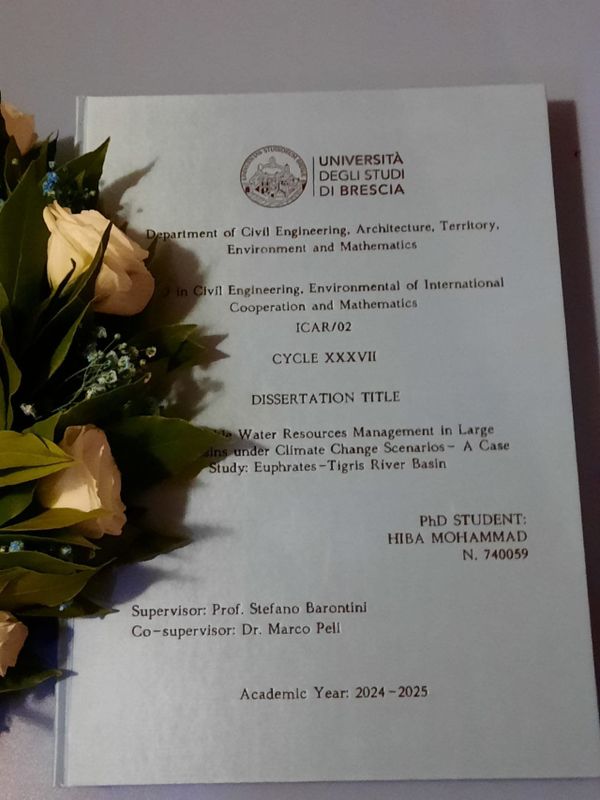 UNIVERSITÀ
DEGLI STUDI
DI BRESCIA
Department of Civil Engineering, Architecture, Territory,
Environment and Mathematics
in Civil Engineering, Environmental of International
Cooperation and Mathematics
ICAR/02
CYCLE XXXVII
DISSERTATION TITLE
Water Resources Management in Large
under Climate Change Scenarios- A Case
Study: Euphrates-Tigris River Basin
PhD STUDENT:
HIBA MOHAMMAD
N. 740059
Supervisor: Prof. Stefano Barontini
Co-supervisor: Dr. Marco Peli
Academic Year: 2024-2025